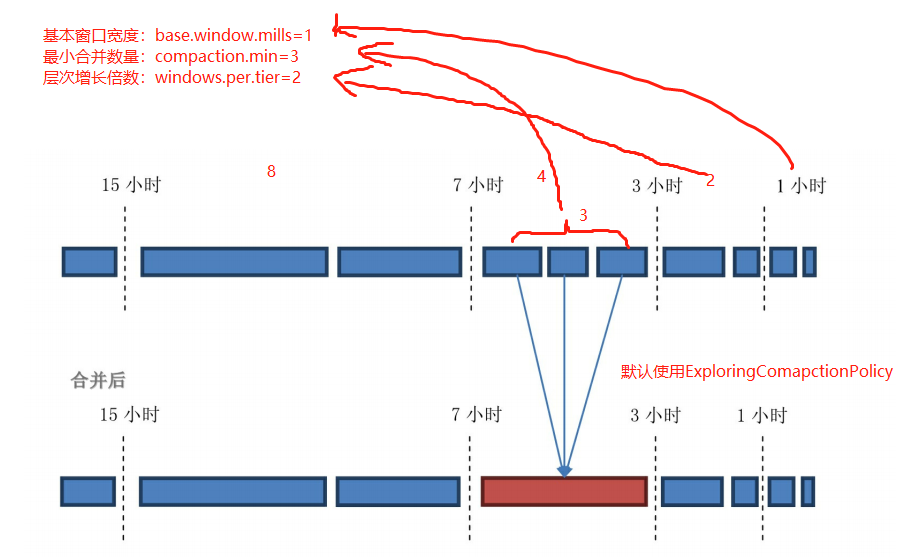 基本窗口宽度：base.window.mills=1
最小合并数量：compaction.min=3
层次增长倍数：windows.per.tier=2
8
4
2
15 小时
7 小时
3 小时
1 小时
3
合并后
默认使用ExploringComapctionPolicy
15 小时
7 小时
3 小时
1 小时